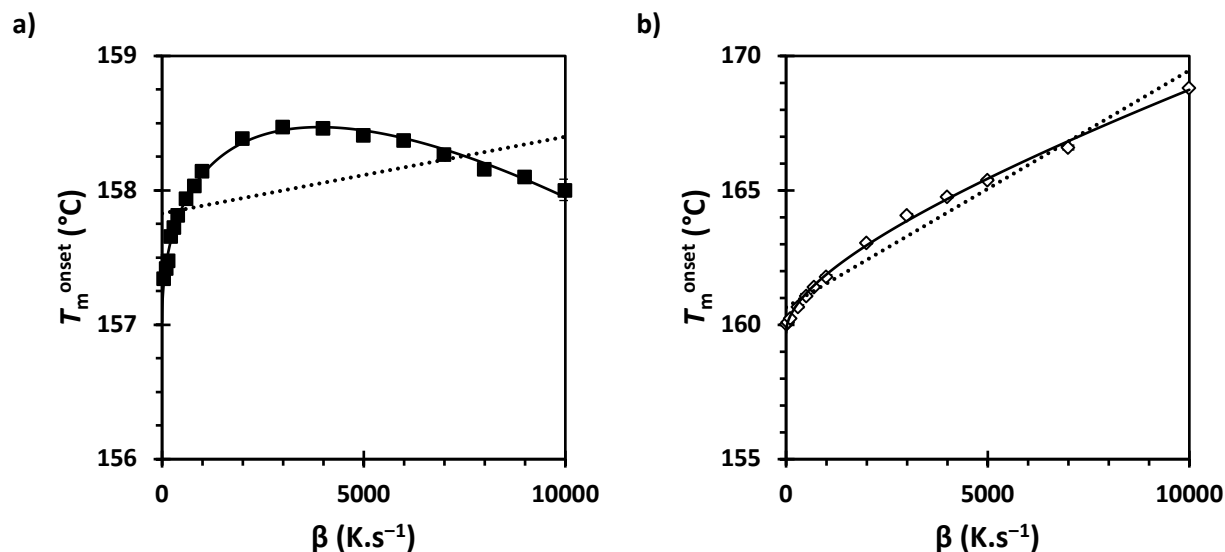 a)
159
158
157
156
T_m^onset (°C)
0
5000
10000
β (K.s⁻¹)
b)
170
165
160
155
T_m^onset (°C)
0
5000
10000
β (K.s⁻¹)